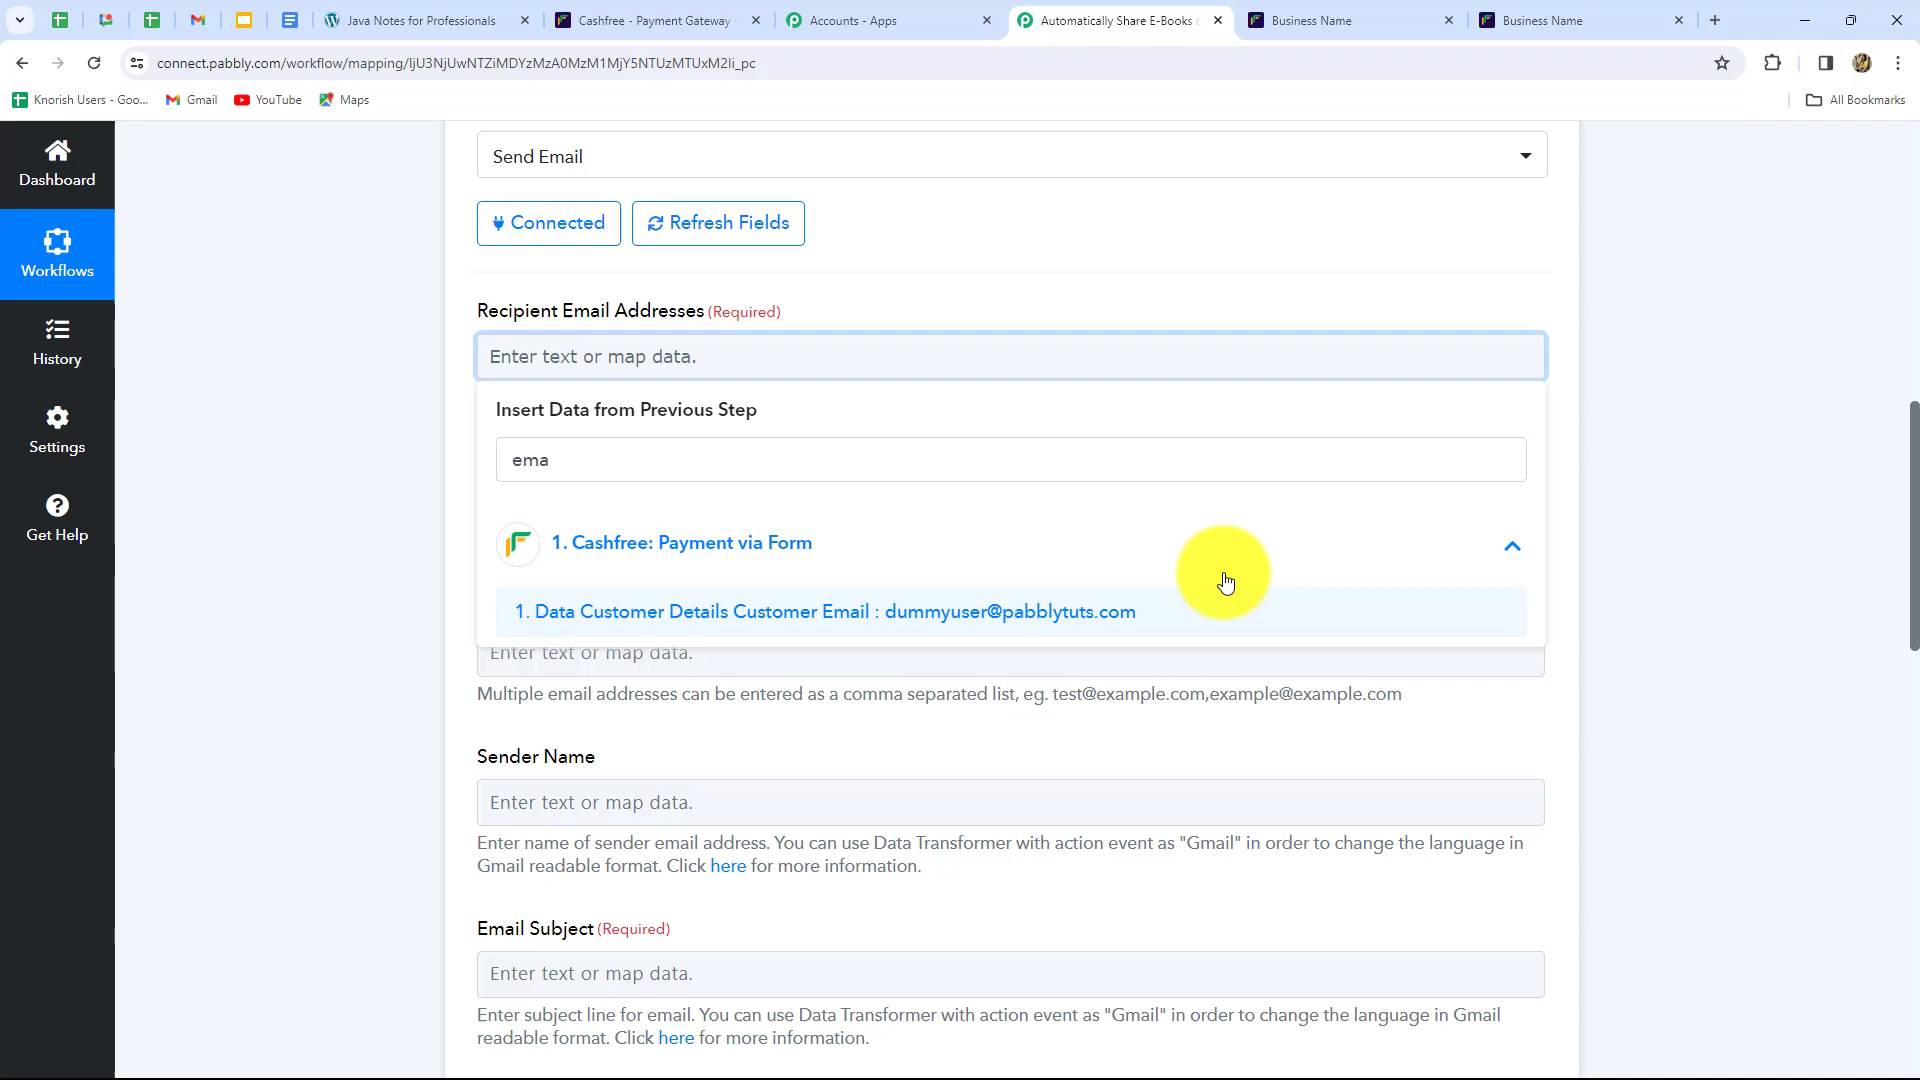 Java Notes for Professionals
Cashfree - Payment Gateway
Accounts - Apps
Automatically Share E-Books
Business Name
Business Name
connect.pabbly.com/workflow/mapping/IjU3NjUwNTZiMDYzMzA0MzM1MjY5NTUzMTUxM2Ii_pc
Knorish Users - Goo...
Gmail
YouTube
Maps
All Bookmarks
Dashboard
Workflows
History
Settings
Get Help
Send Email
Connected
Refresh Fields
Recipient Email Addresses (Required)
Enter text or map data.
Insert Data from Previous Step
ema
1. Cashfree: Payment via Form
1. Data Customer Details Customer Email : dummyuser@pabblytuts.com
Enter text or map data.
Multiple email addresses can be entered as a comma separated list, eg. test@example.com,example@example.com
Sender Name
Enter text or map data.
Enter name of sender email address. You can use Data Transformer with action event as "Gmail" in order to change the language in
Gmail readable format. Click here for more information.
Email Subject (Required)
Enter text or map data.
Enter subject line for email. You can use Data Transformer with action event as "Gmail" in order to change the language in Gmail
readable format. Click here for more information.